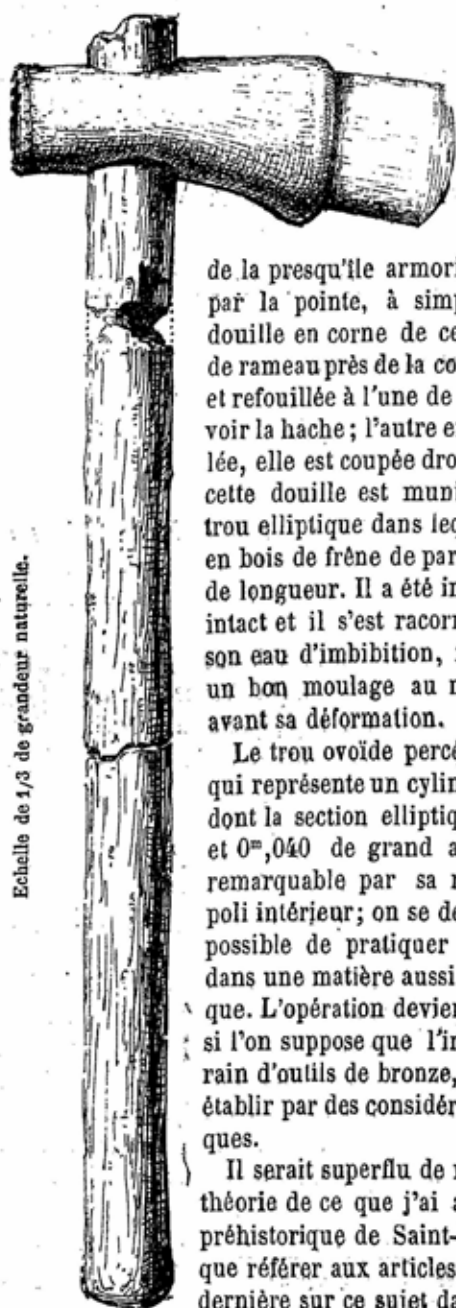 Echelle de 1/3 de grandeur naturelle.
de la presqu'île armori
par la pointe, à simp
douille en corne de ce
de rameau près de la co
et refouillée à l'une de
voir la hache ; l'autre e
lée, elle est coupée dro
cette douille est muni
trou elliptique dans lec
en bois de frêne de par
de longueur. Il a été in
intact et il s'est racorn
son eau d'imbibition,
un bon moulage au n
avant sa déformation.
Le trou ovoïde percé
qui représente un cylin
dont la section elliptiq
et 0ᵐ,040 de grand a
remarquable par sa r
poli intérieur; on se de
possible de pratiquer
dans une matière aussi
que. L'opération devien
si l'on suppose que l'in
rain d'outils de bronze,
établir par des considér
ques.
Il serait superflu de r
théorie de ce que j'ai a
préhistorique de Saint-
que référer aux articles
dernière sur ce sujet da